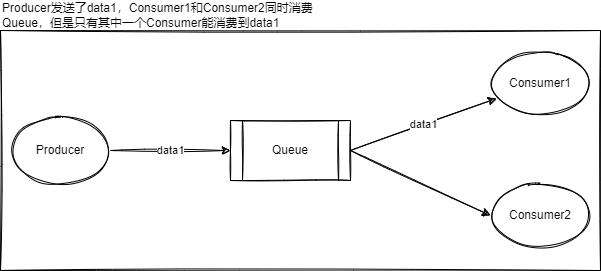 Producer发送了data1，Consumer1和Consumer2同时消费
Queue，但是只有其中一个Consumer能消费到data1
Consumer1
data1
Producer
data1
Queue
Consumer2